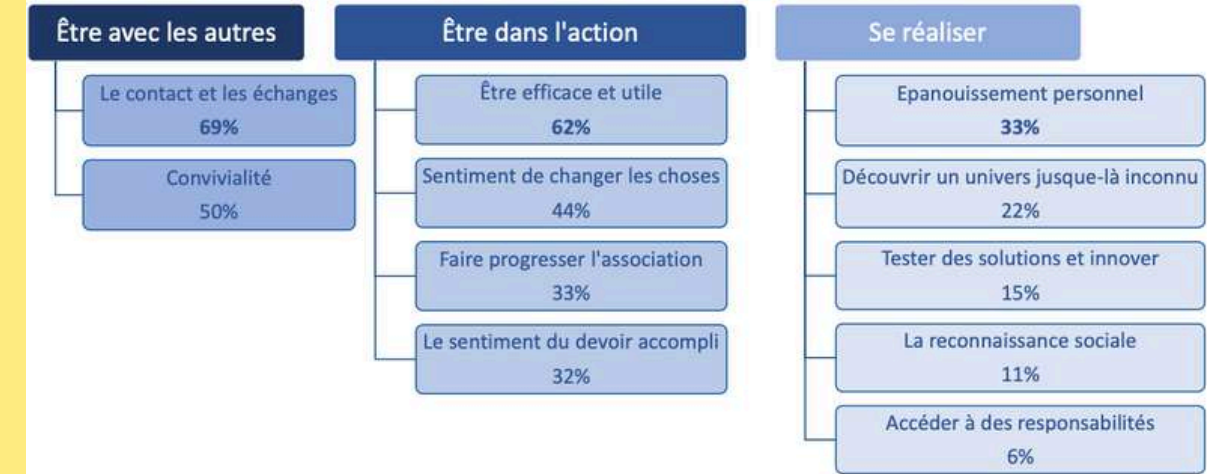 Être avec les autres
Le contact et les échanges
69%
Convivialité
50%
Être dans l'action
Être efficace et utile
62%
Sentiment de changer les choses
44%
Faire progresser l'association
33%
Le sentiment du devoir accompli
32%
Se réaliser
Epanouissement personnel
33%
Découvrir un univers jusque-là inconnu
22%
Tester des solutions et innover
15%
La reconnaissance sociale
11%
Accéder à des responsabilités
6%